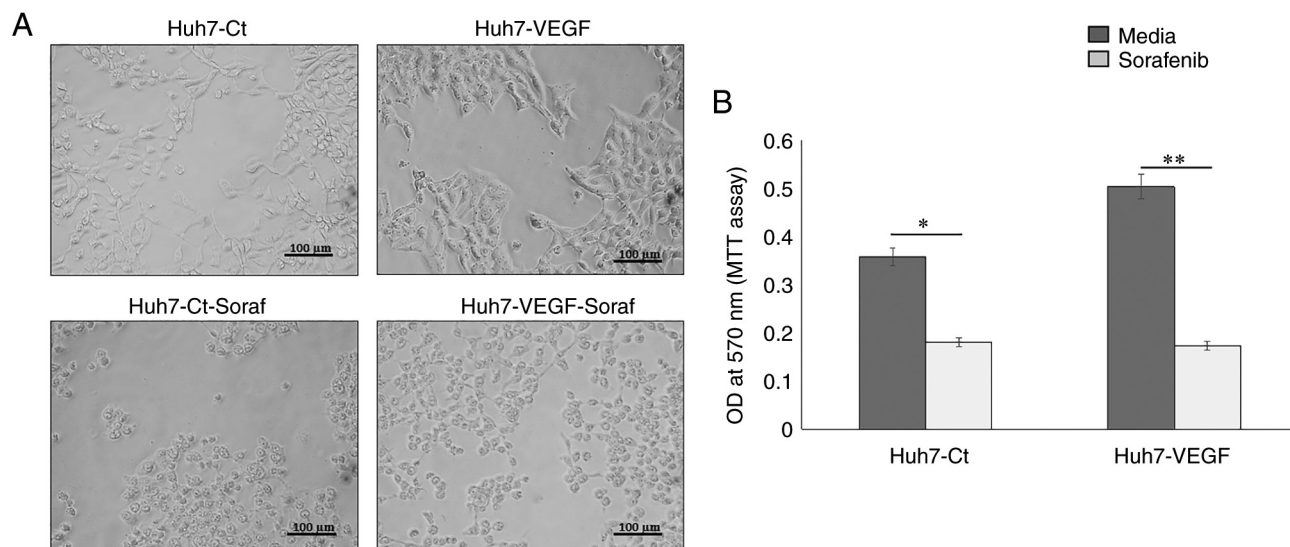 A
Huh7-Ct
Huh7-VEGF
100 µm
100 µm
Huh7-Ct-Soraf
Huh7-VEGF-Soraf
100 µm
100 µm
Media
Sorafenib
B
OD at 570 nm (MTT assay)
0.6
0.5
0.4
0.3
0.2
0.1
0
*
**
Huh7-Ct
Huh7-VEGF